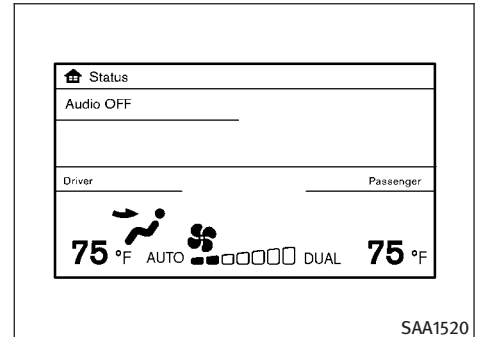 Status
Audio OFF
Driver Passenger
75 °F AUTO DUAL 75 °F
SAA1520